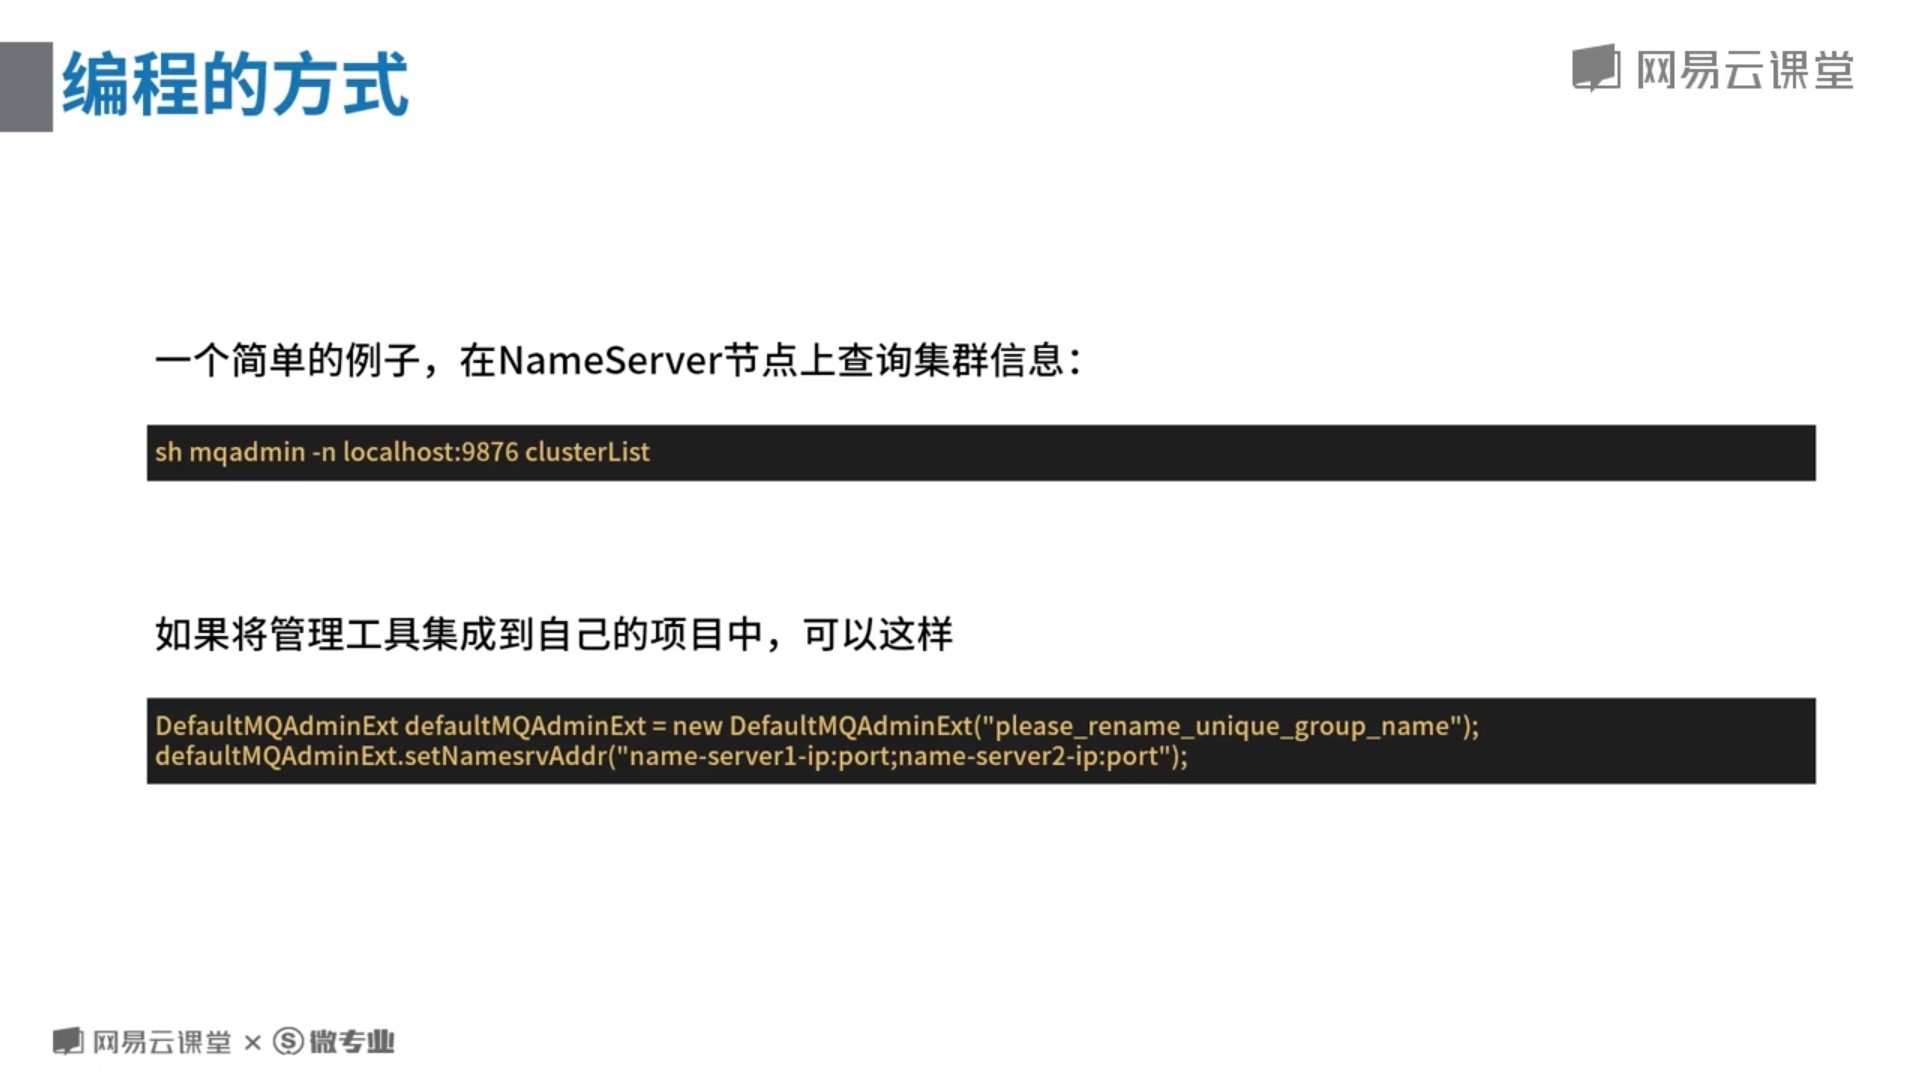 编程的方式
网易云课堂
一个简单的例子，在NameServer节点上查询集群信息：
sh mqadmin -n localhost:9876 clusterList
如果将管理工具集成到自己的项目中，可以这样
DefaultMQAdminExt defaultMQAdminExt = new DefaultMQAdminExt("please_rename_unique_group_name");
defaultMQAdminExt.setNamesrvAddr("name-server1-ip:port;name-server2-ip:port");
网易云课堂 × 微专业